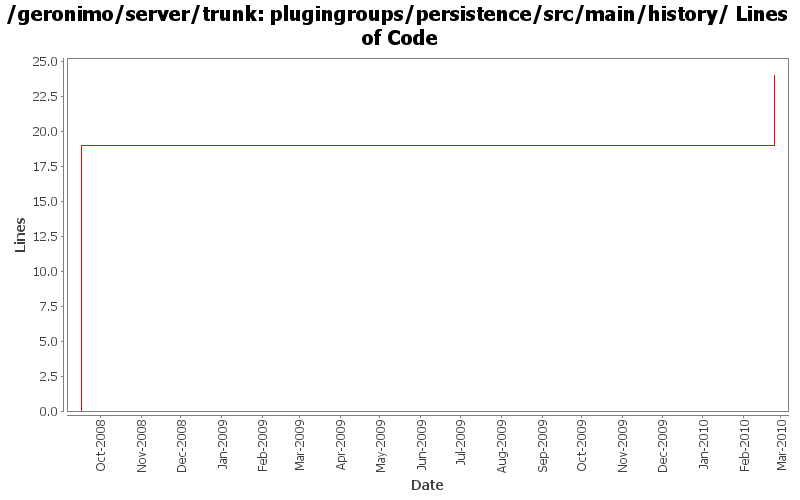 /geronimo/server/trunk: plugingroups/persistence/src/main/history/ Lines
of Code
25.0
22.5
20.0
17.5
15.0
12.5
10.0
7.5
5.0
2.5
0.0
Lines
Oct-2008
Nov-2008
Dec-2008
Jan-2009
Feb-2009
Mar-2009
Apr-2009
May-2009
Jun-2009
Jul-2009
Aug-2009
Sep-2009
Oct-2009
Nov-2009
Dec-2009
Jan-2010
Feb-2010
Mar-2010
Date